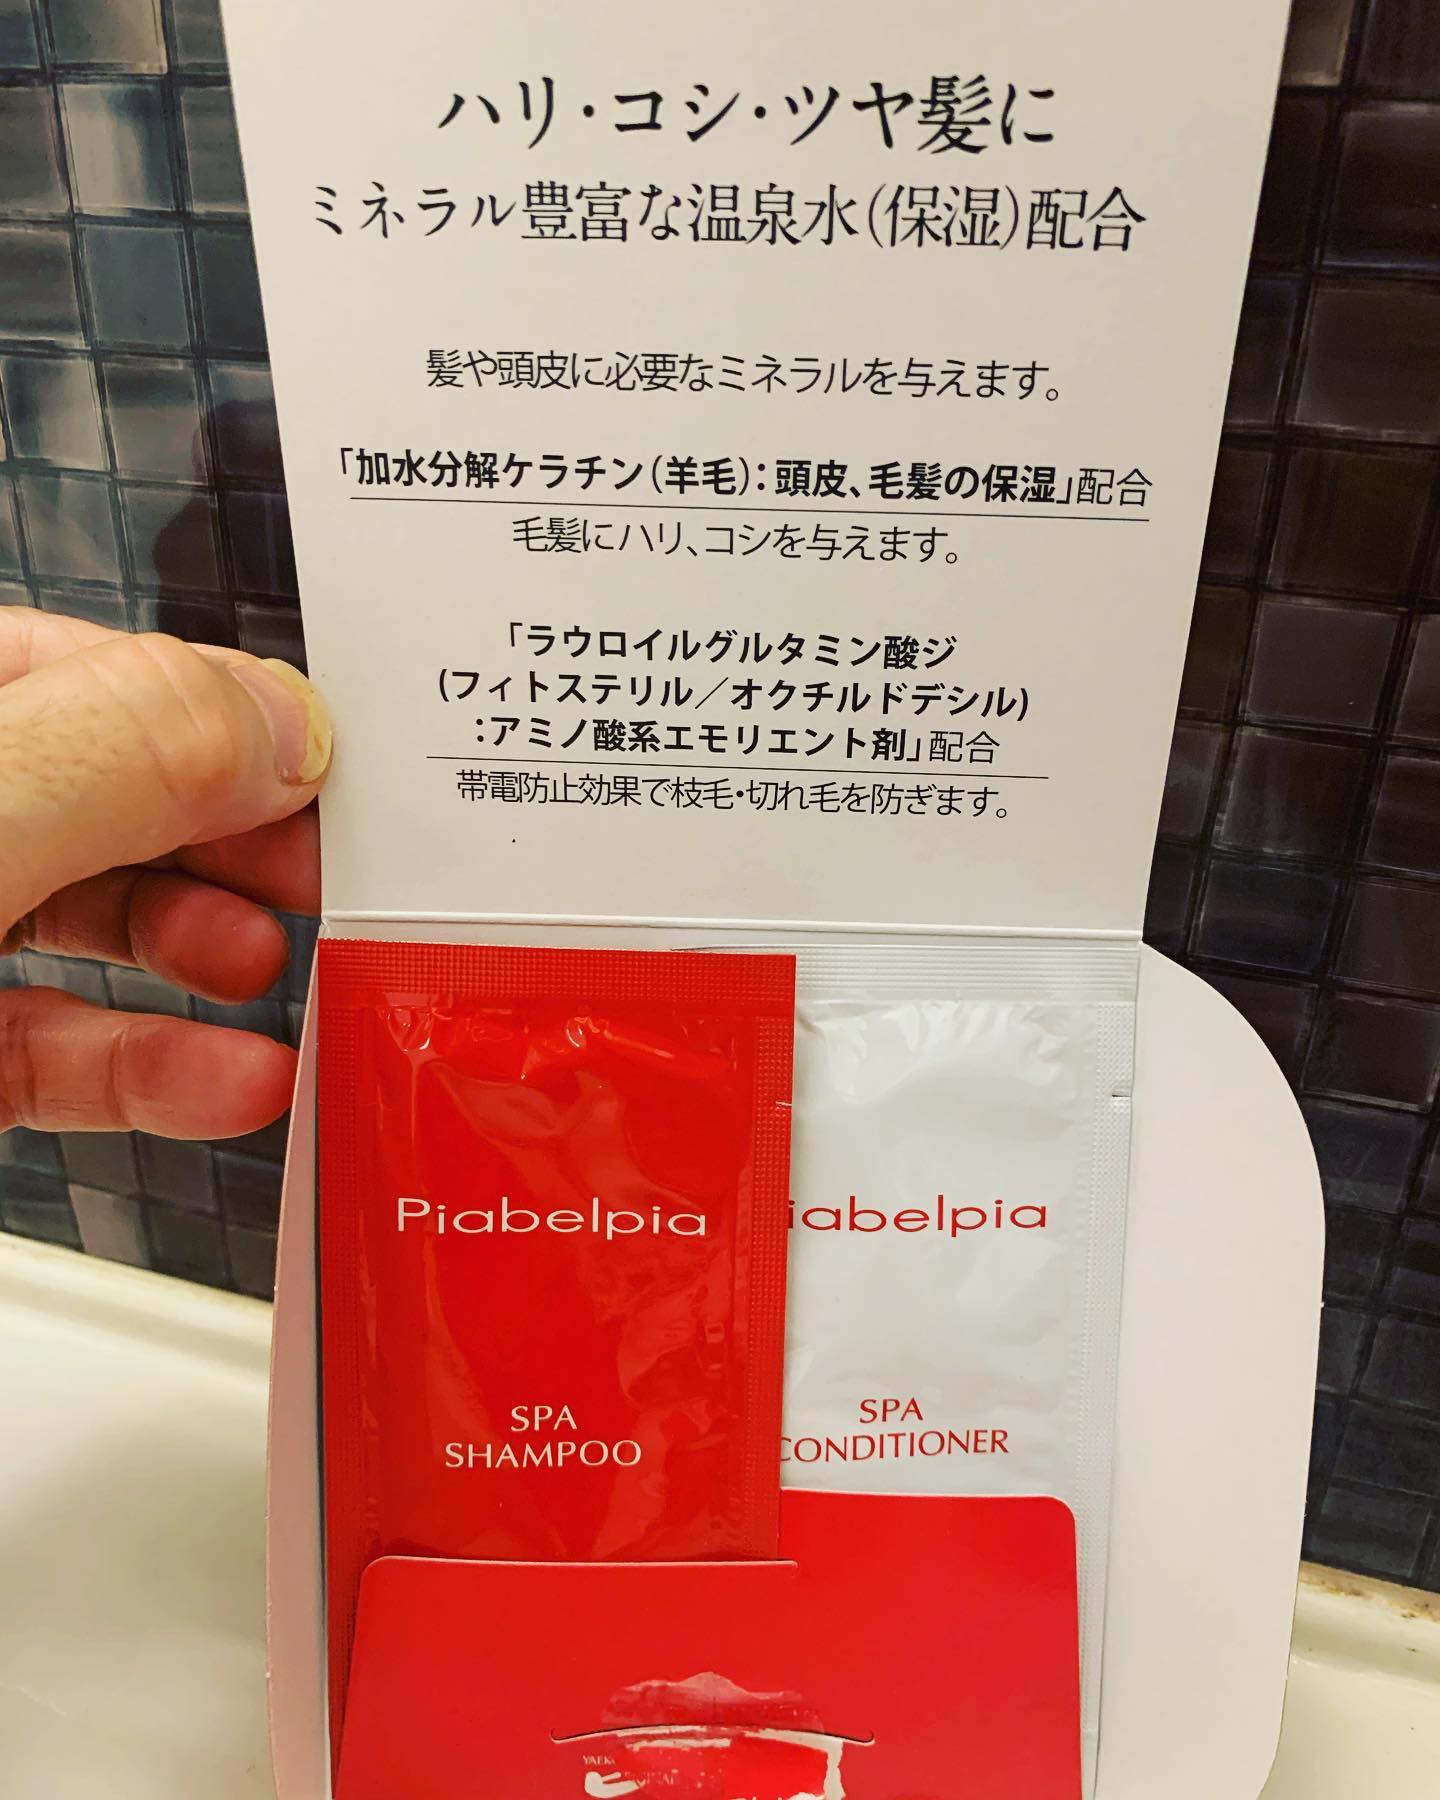 ハリ・コシ・ツヤ髪に
ミネラル豊富な温泉水(保湿)配合
髪や頭皮に必要なミネラルを与えます。
「加水分解ケラチン(羊毛):頭皮、毛髪の保湿」配合
毛髪にハリ、コシを与えます。
「ラウロイルグルタミン酸ジ
(フィトステリル/オクチルドデシル)
:アミノ酸系エモリエント剤」配合
帯電防止効果で枝毛・切れ毛を防ぎます。
Piabelpia
SPA
SHAMPOO
iabelpia
SPA
CONDITIONER